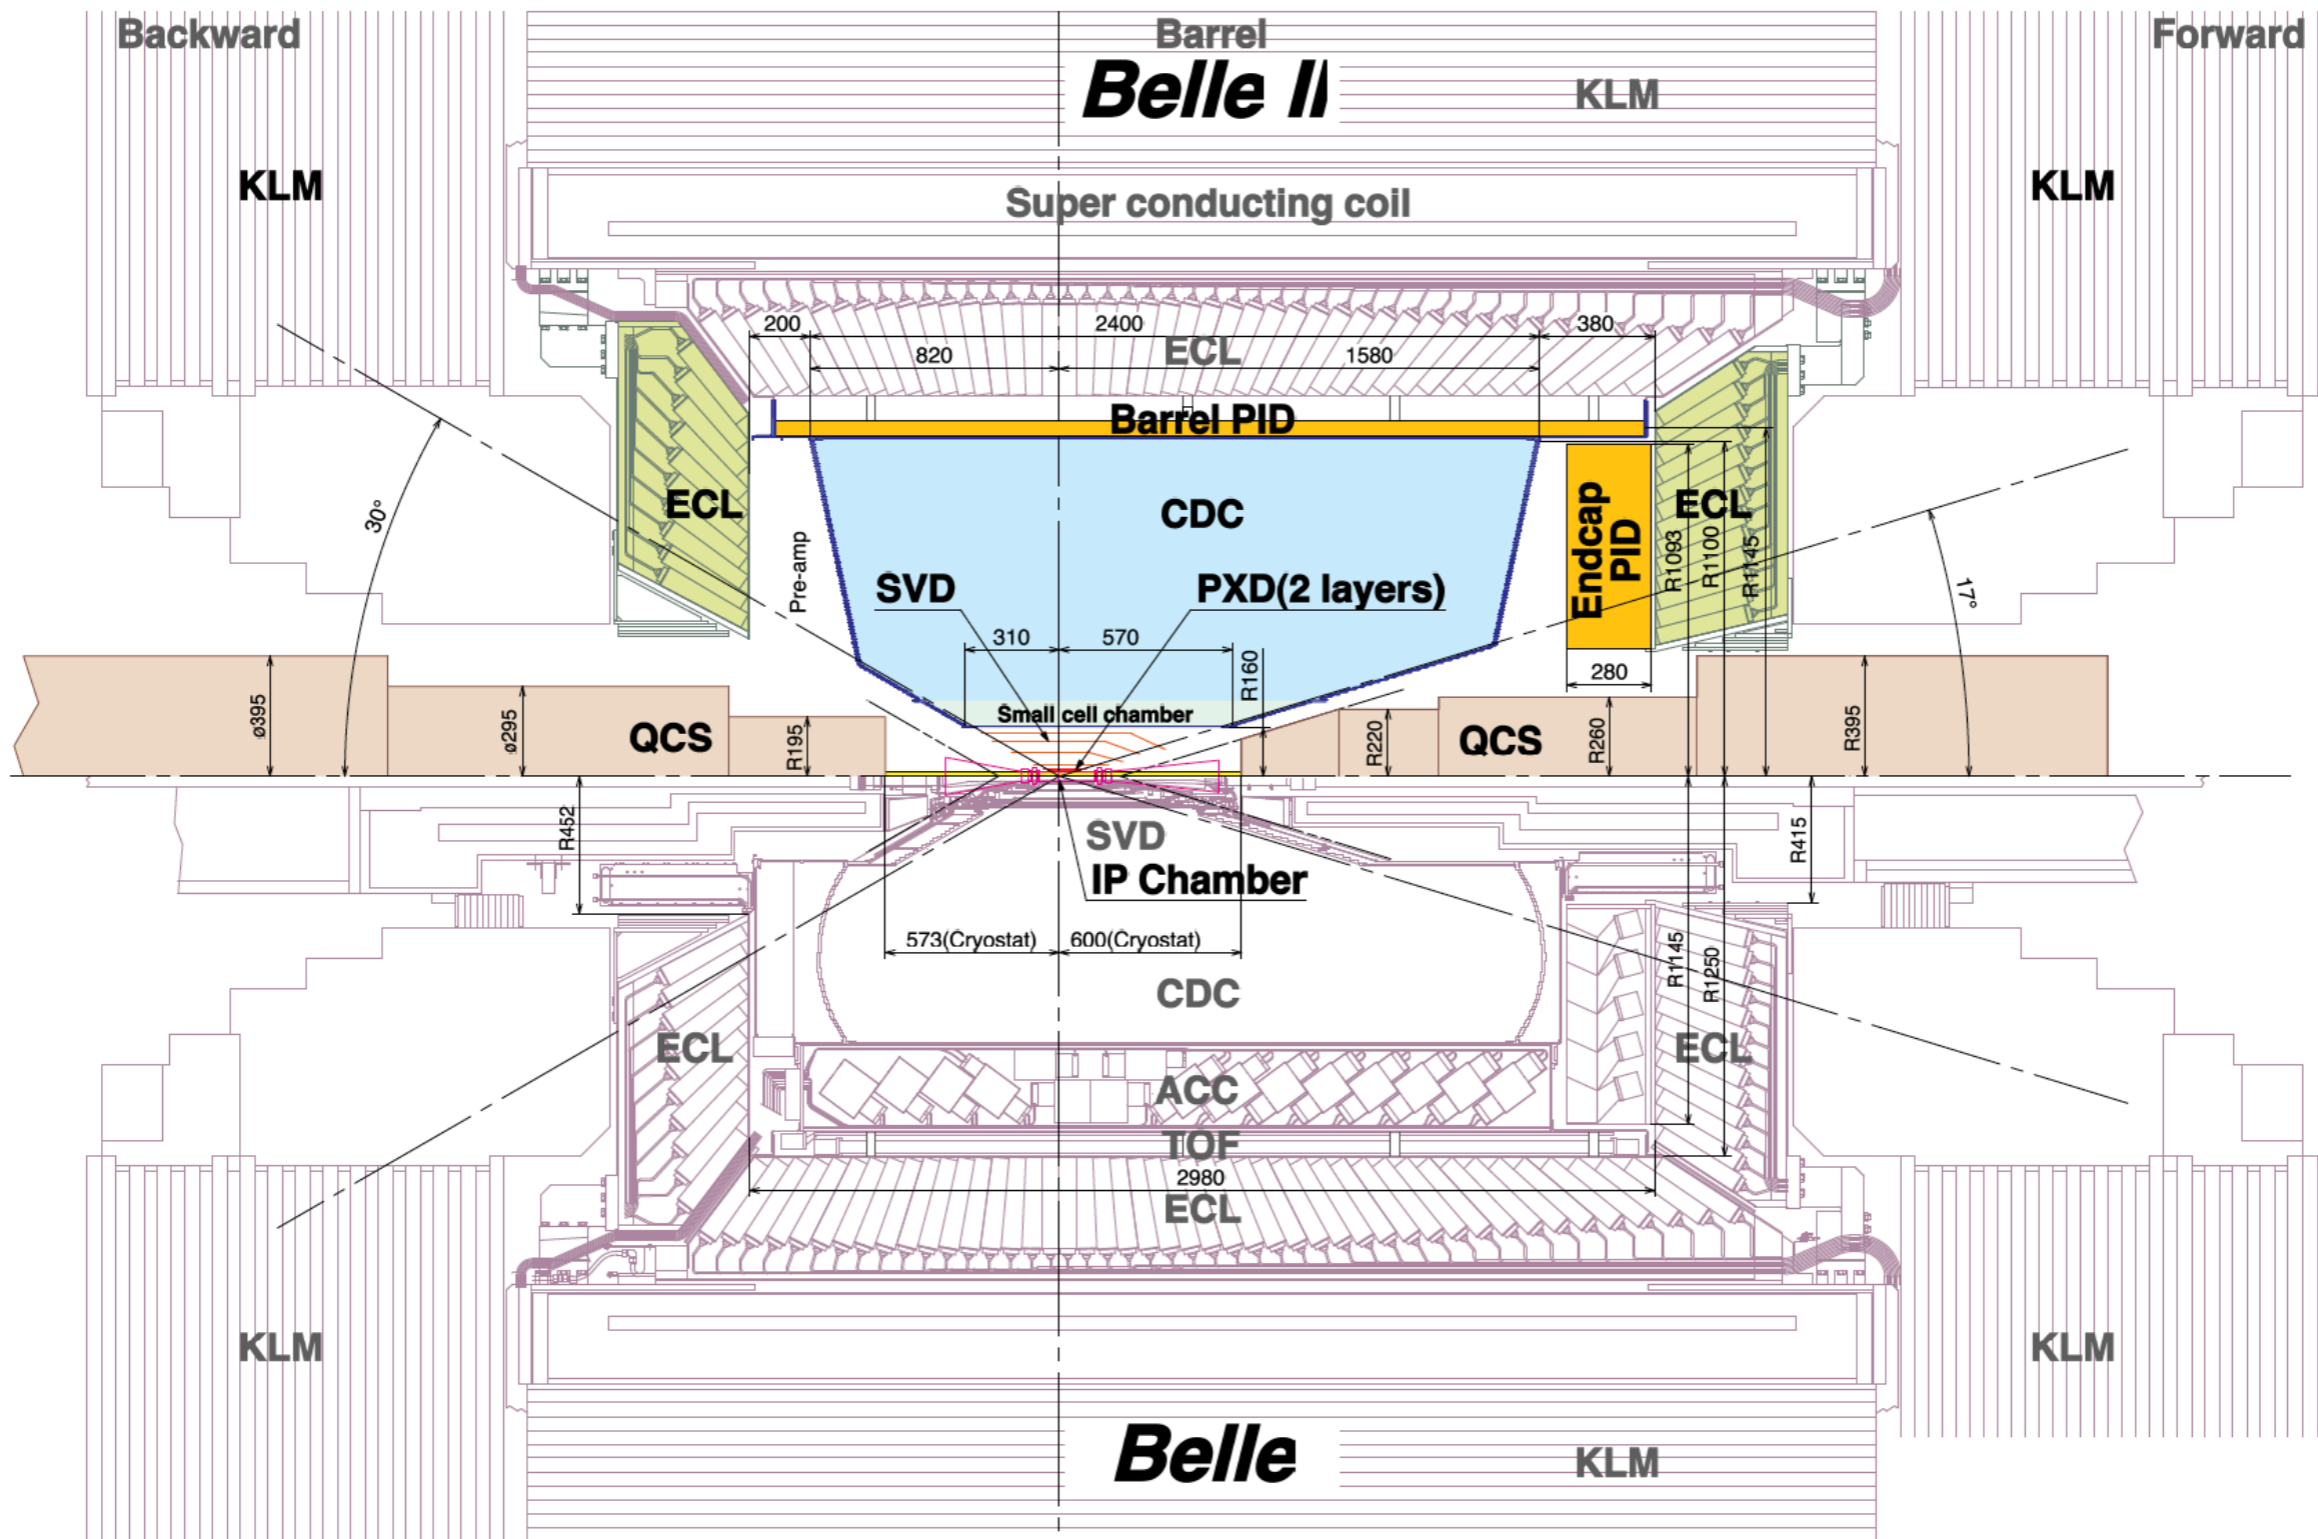 Backward
Barrel
Forward
Belle II
KLM
KLM
KLM
Super conducting coil
200
2400
380
820
ECL
1580
Barrel PID
ECL
CDC
ECL
30°
Pre-amp
Endcap
PID
R1093
R1100
R1145
SVD
PXD(2 layers)
17°
310
570
R160
280
Small cell chamber
ø395
ø295
QCS
R195
R220
QCS
R260
R395
R452
SVD
R415
IP Chamber
573(Cryostat)
600(Cryostat)
CDC
R1145
R1250
ECL
ECL
ACC
TOF
2980
ECL
KLM
KLM
Belle
KLM